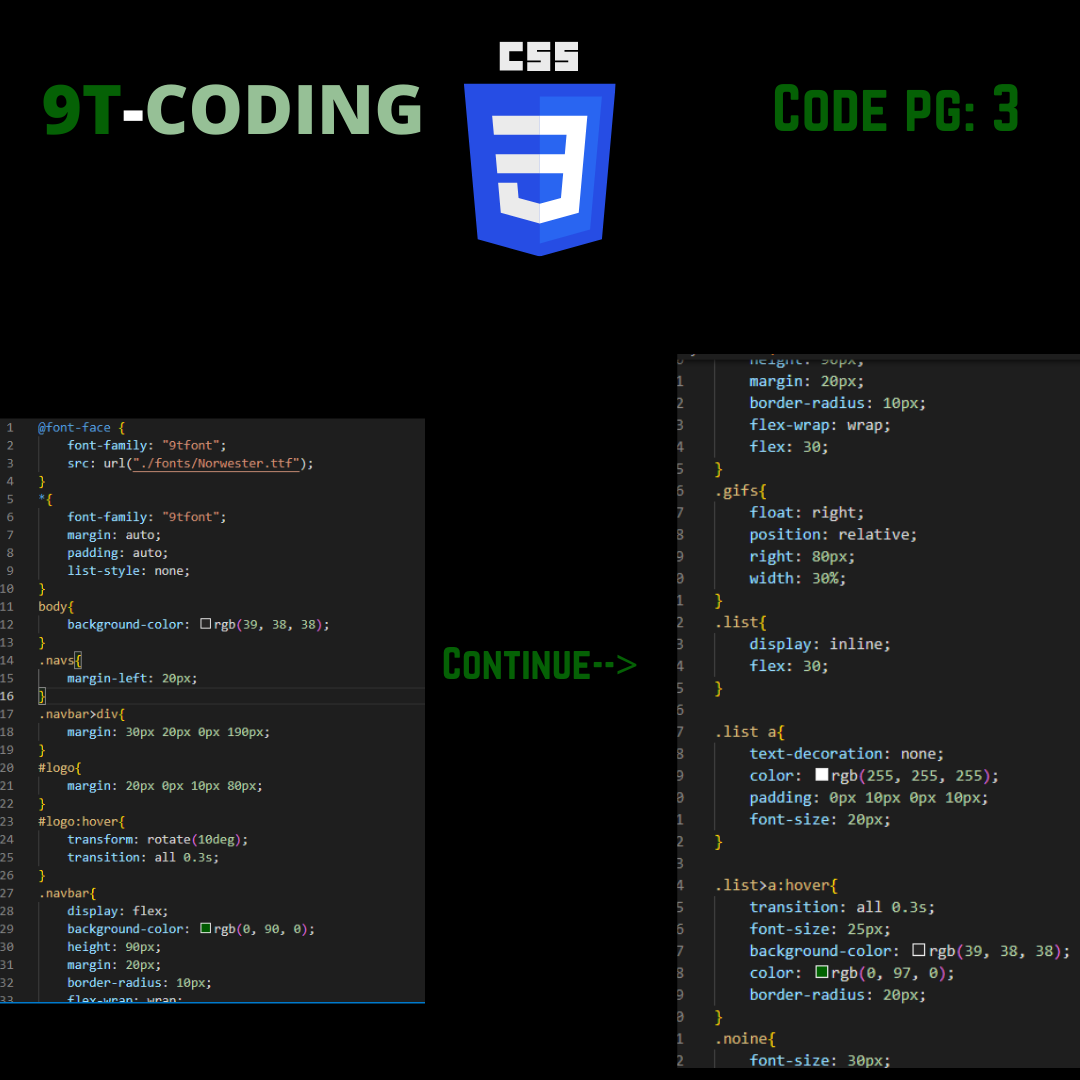 CSS
9T-CODING
CODE PG: 3
1 @font-face {
2 font-family: "9tfont";
3 src: url("./fonts/Norwester.ttf");
4 }
5 *{
6 font-family: "9tfont";
7 margin: auto;
8 padding: auto;
9 list-style: none;
10 }
11 body{
12 background-color: rgb(39, 38, 38);
13 }
14 .navs{
15 margin-left: 20px;
16 }
17 .navbar>div{
18 margin: 30px 20px 0px 190px;
19 }
20 #logo{
21 margin: 20px 0px 10px 80px;
22 }
23 #logo:hover{
24 transform: rotate(10deg);
25 transition: all 0.3s;
26 }
27 .navbar{
28 display: flex;
29 background-color: rgb(0, 90, 0);
30 height: 90px;
31 margin: 20px;
32 border-radius: 10px;
33 flex-wrap: wrap;
CONTINUE-->
0 height: 90px;
1 margin: 20px;
2 border-radius: 10px;
3 flex-wrap: wrap;
4 flex: 30;
5 }
6 .gifs{
7 float: right;
8 position: relative;
9 right: 80px;
0 width: 30%;
1 }
2 .list{
3 display: inline;
4 flex: 30;
5 }
6
7 .list a{
8 text-decoration: none;
9 color: rgb(255, 255, 255);
0 padding: 0px 10px 0px 10px;
1 font-size: 20px;
2 }
3
4 .list>a:hover{
5 transition: all 0.3s;
6 font-size: 25px;
7 background-color: rgb(39, 38, 38);
8 color: rgb(0, 97, 0);
9 border-radius: 20px;
0 }
1 .noine{
2 font-size: 30px;